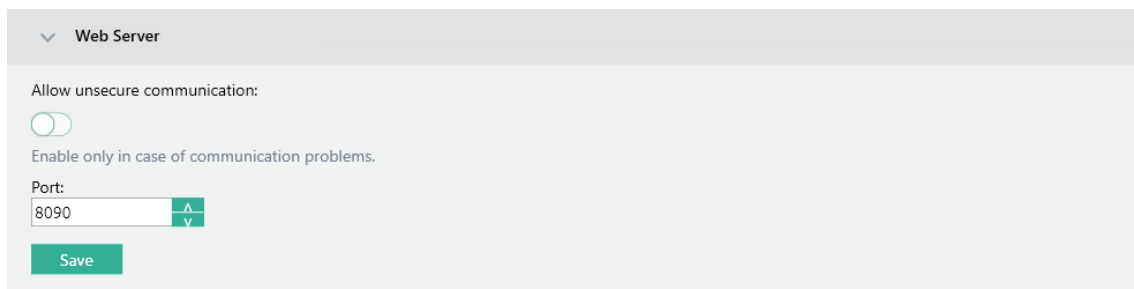 Web Server
Allow unsecure communication:
Enable only in case of communication problems.
Port:
8090
Save